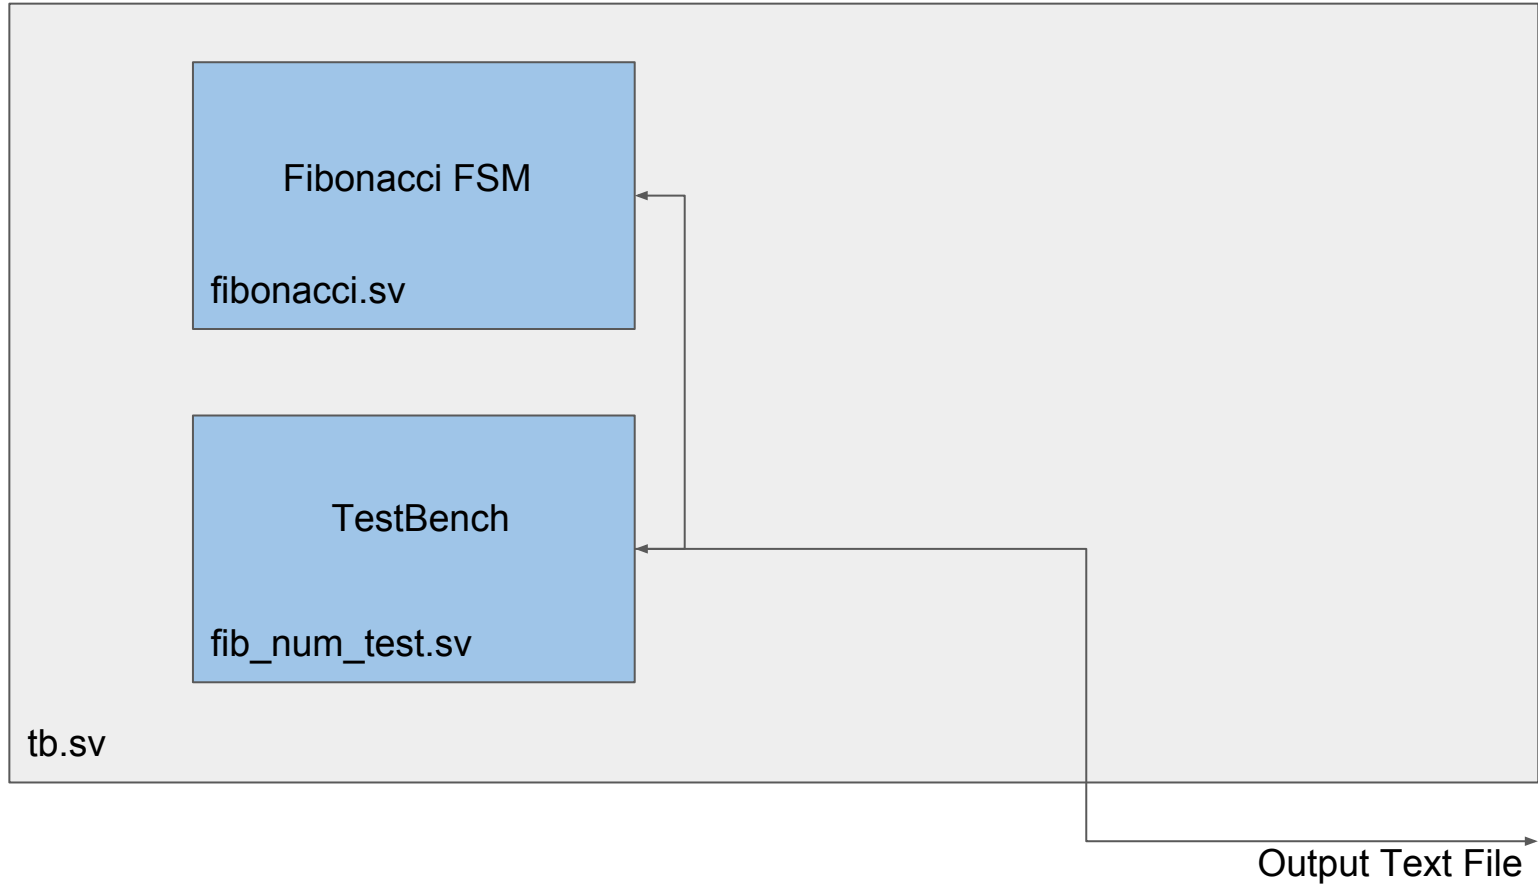 Fibonacci FSM
fibonacci.sv
TestBench
fib_num_test.sv
tb.sv
Output Text File